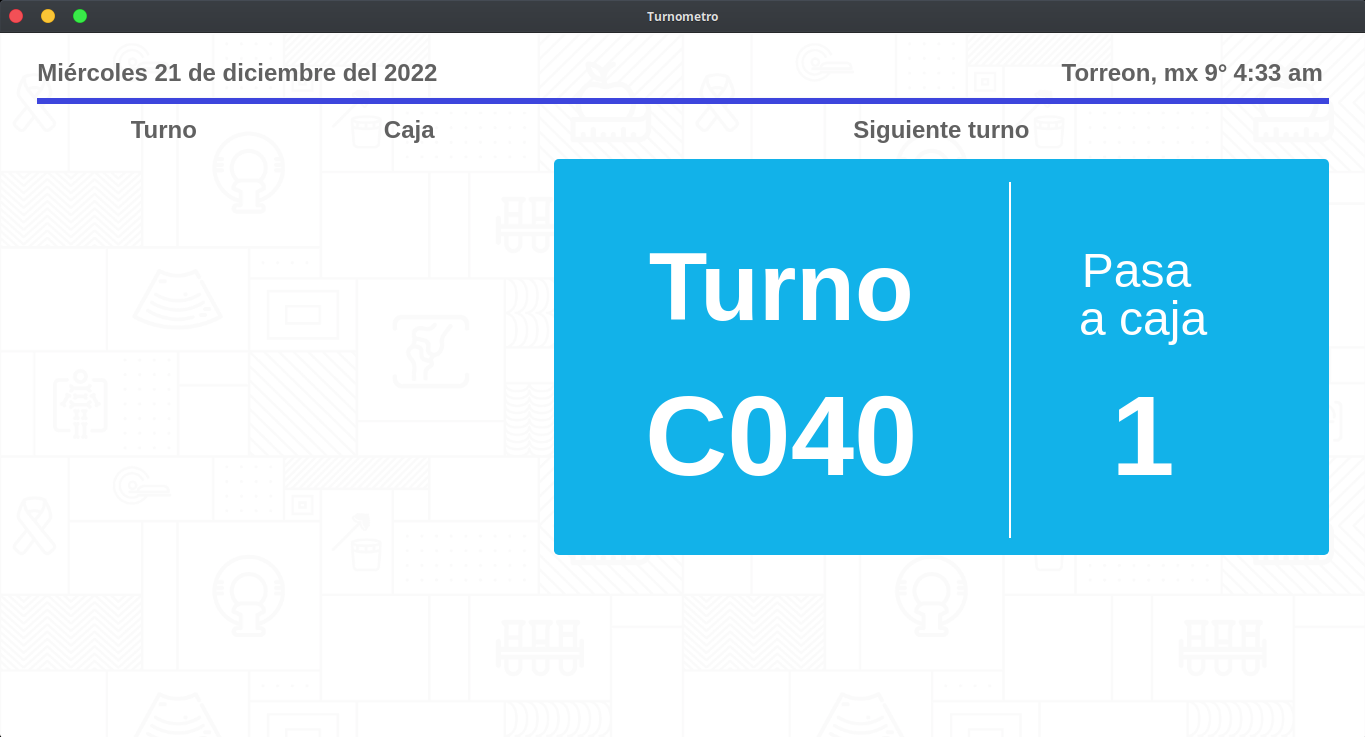 Turnometro
Miércoles 21 de diciembre del 2022
Torreon, mx 9° 4:33 am
Turno
Caja
Siguiente turno
Turno
C040
Pasa
a caja
1